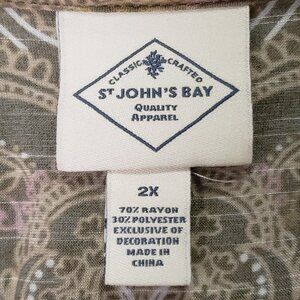 CLASSIC CRAFTED
ST JOHN'S BAY
QUALITY
APPAREL
2X
70% RAYON
30% POLYESTER
EXCLUSIVE OF
DECORATION
MADE IN
CHINA